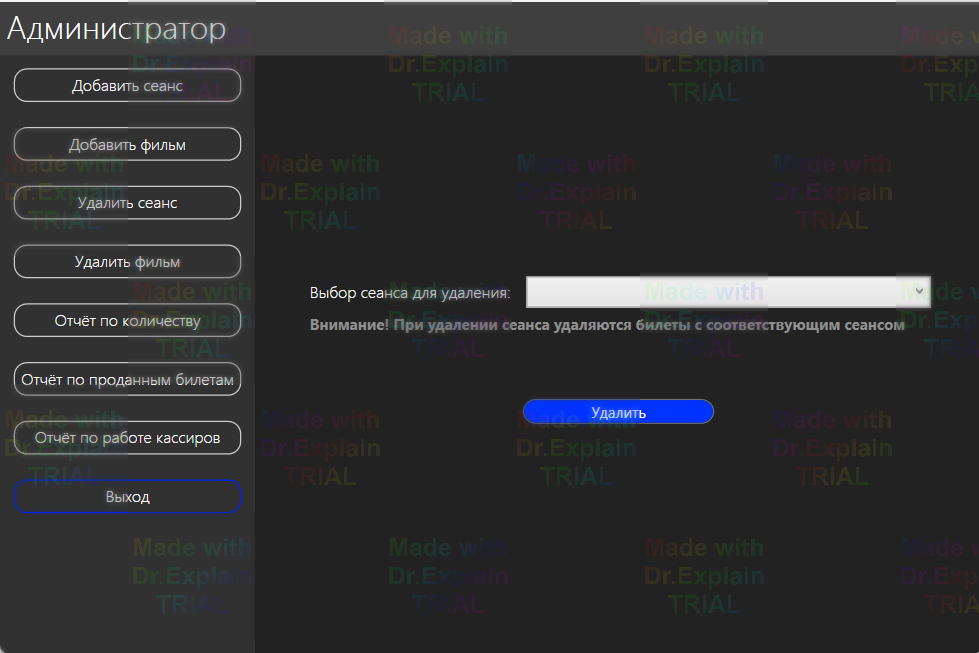 Администратор
Добавить сеанс
Добавить фильм
Удалить сеанс
Удалить фильм
Отчёт по количеству
Отчёт по проданным билетам
Отчёт по работе кассиров
Выход
Выбор сеанса для удаления:
Внимание! При удалении сеанса удаляются билеты с соответствующим сеансом
Удалить
Made with
Dr.Explain
TRIAL